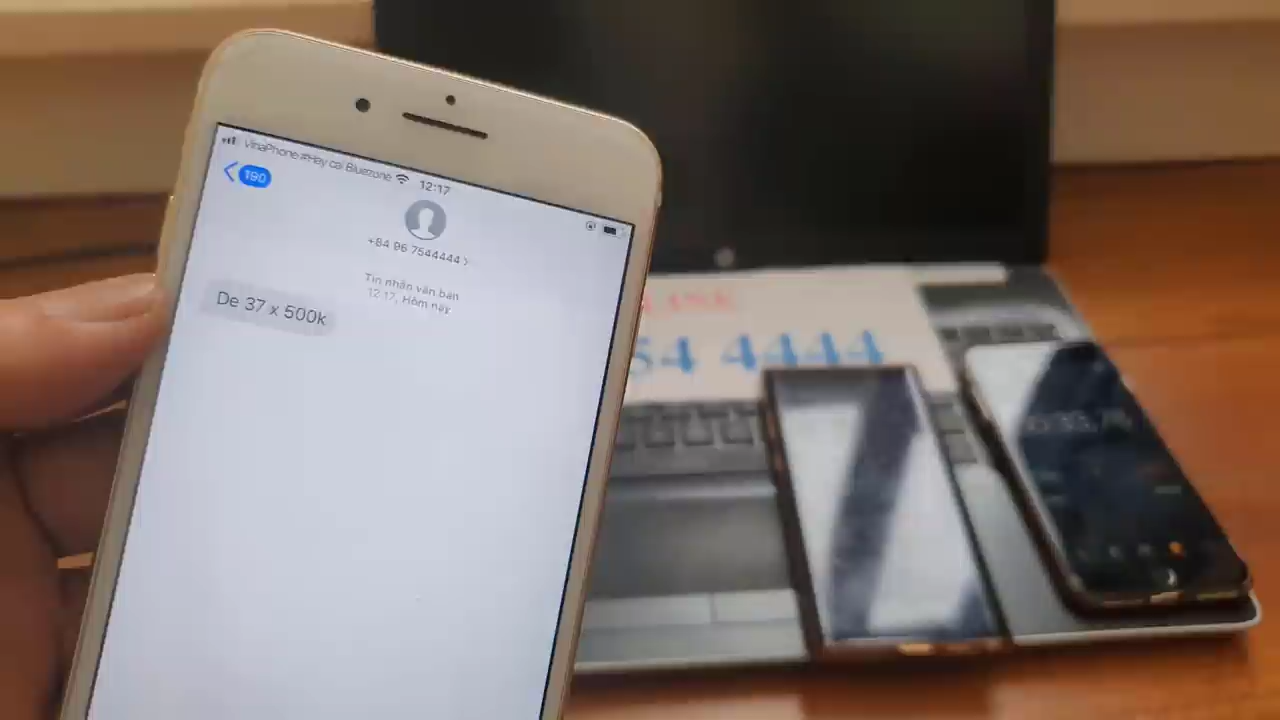 VinaPhone #Hay cai Bluezone 12:17
190
+84 96 7544444 >
Tin nhắn văn bản
12:17, Hôm nay
De 37 x 500k
54 4444